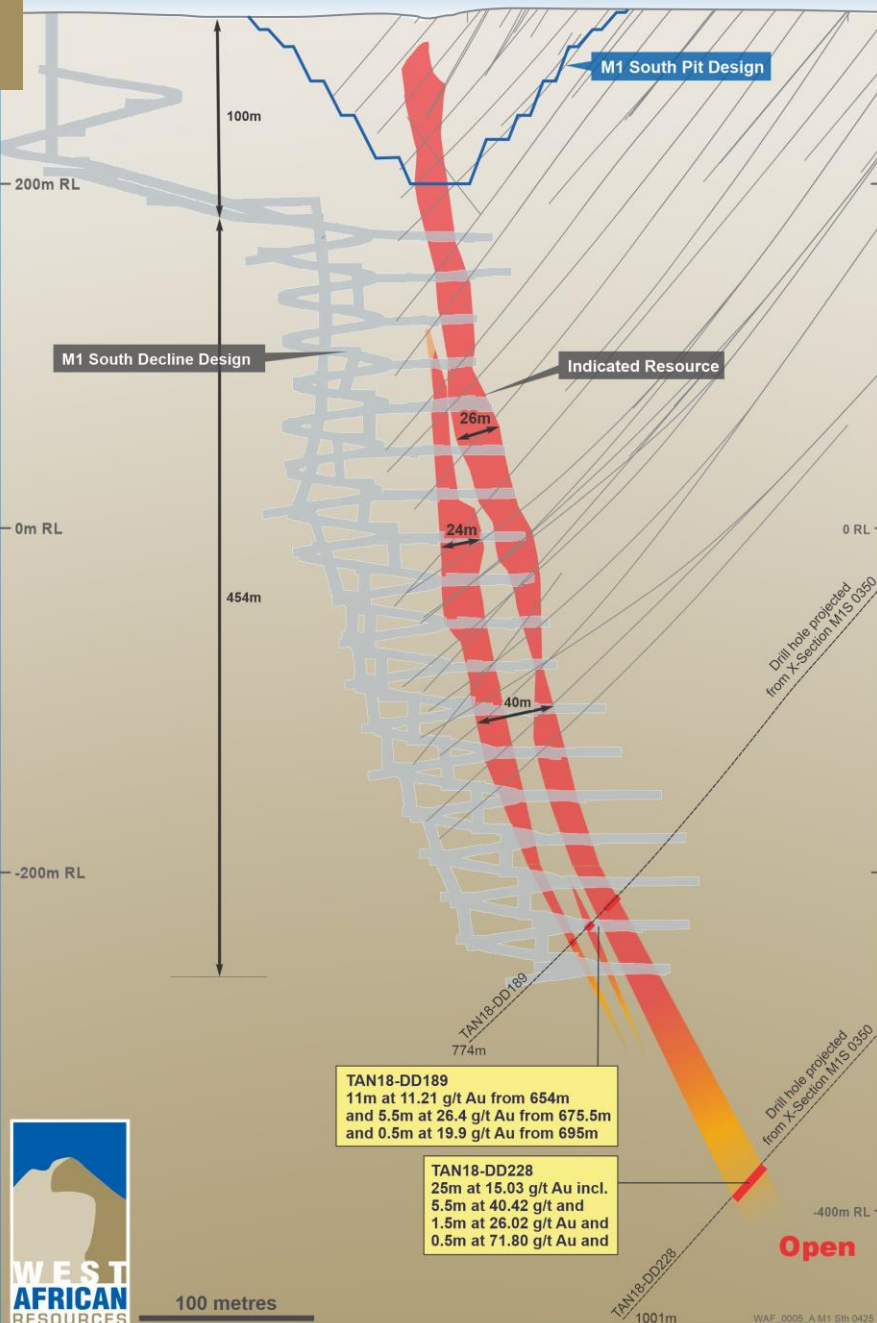 M1 South Pit Design
100m
200m RL
M1 South Decline Design
Indicated Resource
26m
24m
0m RL
0 RL
454m
Drill hole projected
from X-Section M1S 0350
40m
-200m RL
TAN18-DD189
774m
TAN18-DD189
11m at 11.21 g/t Au from 654m
and 5.5m at 26.4 g/t Au from 675.5m
and 0.5m at 19.9 g/t Au from 695m
Drill hole projected
from X-Section M1S 0350
TAN18-DD228
25m at 15.03 g/t Au incl.
5.5m at 40.42 g/t and
1.5m at 26.02 g/t Au and
0.5m at 71.80 g/t Au and
-400m RL
Open
TAN18-DD228
1001m
WEST
AFRICAN
RESOURCES
100 metres
WAF_0005_A M1 Sth 0425